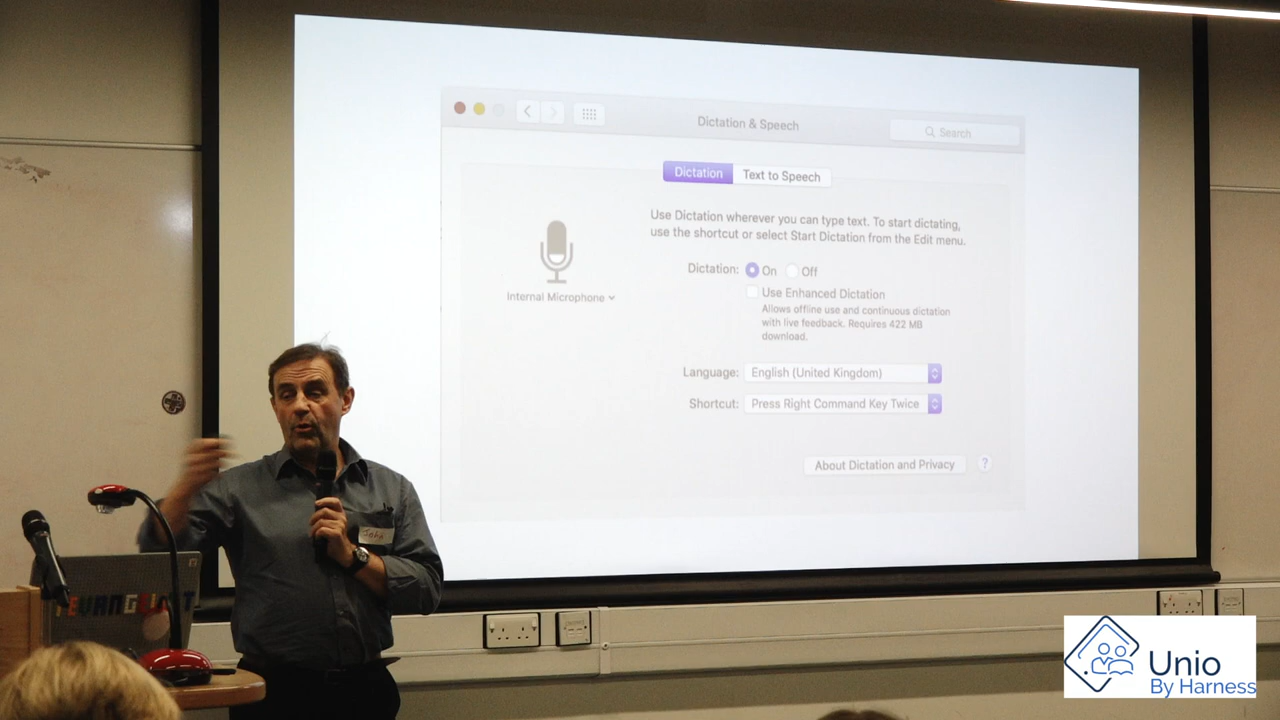 Dictation & Speech
Search
Dictation
Text to Speech
Use Dictation wherever you can type text. To start dictating,
use the shortcut or select Start Dictation from the Edit menu.
Internal Microphone
Dictation:
On
Off
Use Enhanced Dictation
Allows offline use and continuous dictation
with live feedback. Requires 422 MB
download.
Language:
English (United Kingdom)
Shortcut:
Press Right Command Key Twice
About Dictation and Privacy
?
John
Unio
By Harness